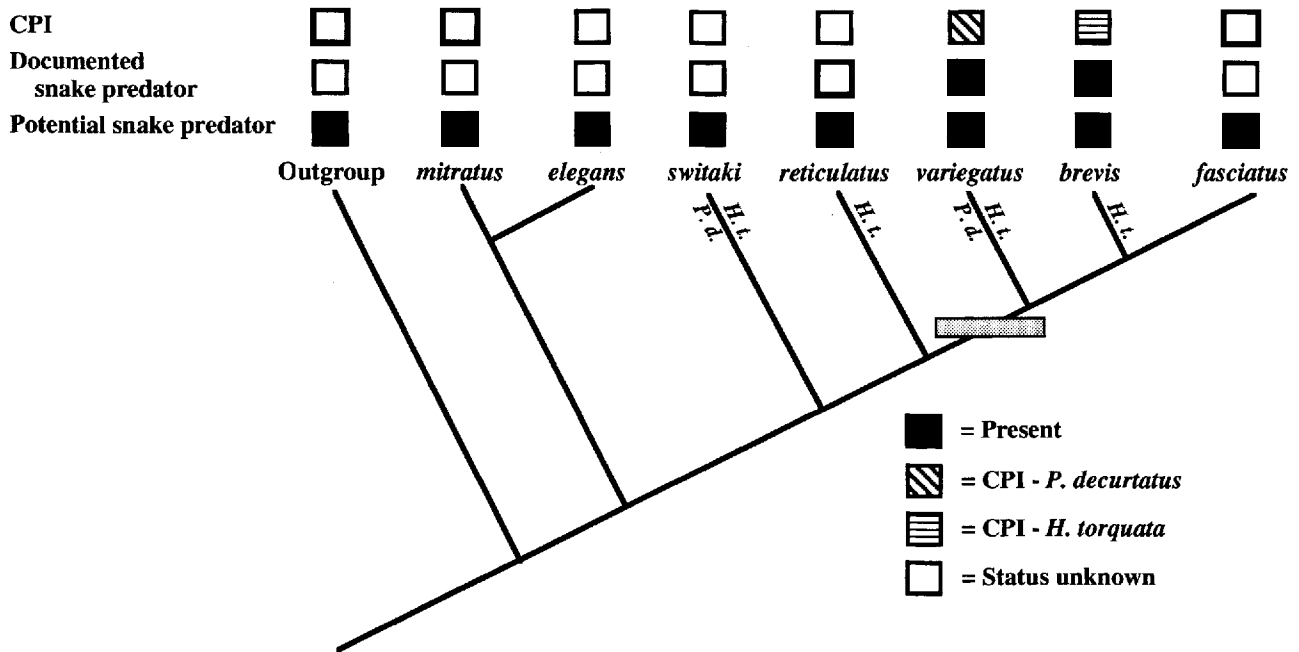 CPI
Documented
snake predator
Potential snake predator
Outgroup mitratus elegans switaki reticulatus variegatus brevis fasciatus
P. d. H. t. H. t. P. d. H. t. H. t.
= Present
= CPI - P. decurtatus
= CPI - H. torquata
= Status unknown